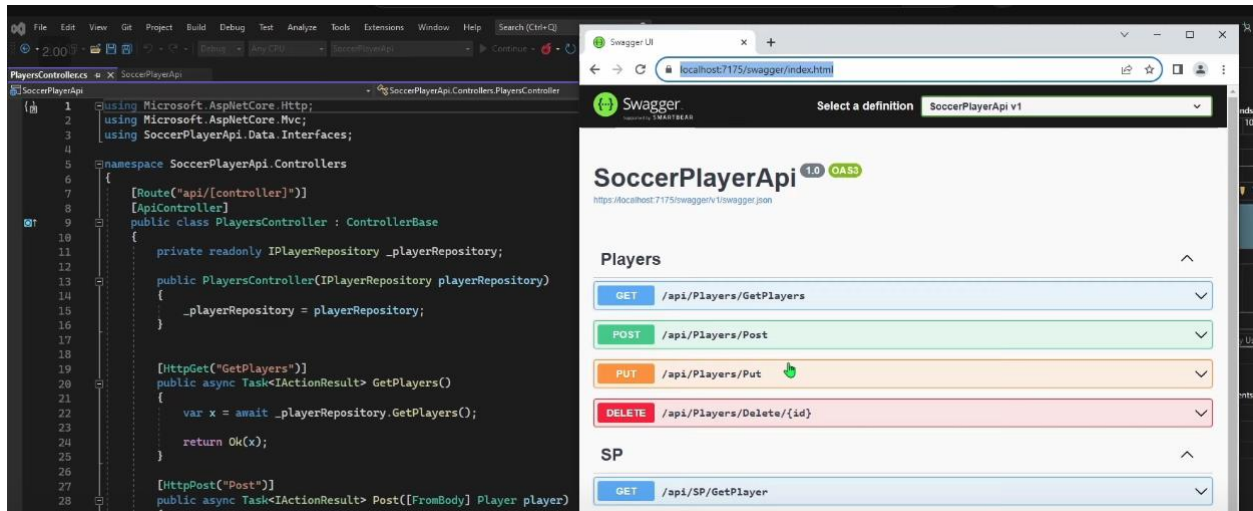 File Edit View Git Project Build Debug Test Analyze Tools Extensions Window Help Search (Ctrl+Q)
2:00 Debug Any CPU SoccerPlayerApi Continue
PlayersController.cs SoccerPlayerApi
SoccerPlayerApi SoccerPlayerApi.Controllers.PlayersController
1 using Microsoft.AspNetCore.Http;
2 using Microsoft.AspNetCore.Mvc;
3 using SoccerPlayerApi.Data.Interfaces;
4
5 namespace SoccerPlayerApi.Controllers
6 {
7 [Route("api/[controller]")]
8 [ApiController]
9 public class PlayersController : ControllerBase
10 {
11 private readonly IPlayerRepository _playerRepository;
12
13 public PlayersController(IPlayerRepository playerRepository)
14 {
15 _playerRepository = playerRepository;
16 }
17
18
19 [HttpGet("GetPlayers")]
20 public async Task<IActionResult> GetPlayers()
21 {
22 var x = await _playerRepository.GetPlayers();
23
24 return Ok(x);
25 }
26
27 [HttpPost("Post")]
28 public async Task<IActionResult> Post([FromBody] Player player)
Swagger UI
localhost:7175/swagger/index.html
Swagger
Supported by SMARTBEAR
Select a definition SoccerPlayerApi v1
SoccerPlayerApi 1.0 OAS3
https://localhost:7175/swagger/v1/swagger.json
Players
GET /api/Players/GetPlayers
POST /api/Players/Post
PUT /api/Players/Put
DELETE /api/Players/Delete/{id}
SP
GET /api/SP/GetPlayer